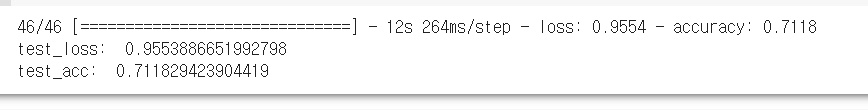 46/46 [==============================] - 12s 264ms/step - loss: 0.9554 - accuracy: 0.7118
test_loss:  0.9553886651992798
test_acc:  0.711829423904419